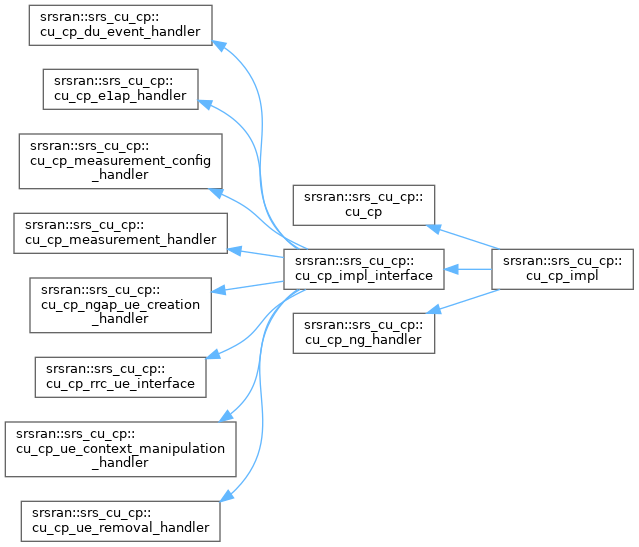 srsran::srs_cu_cp::
cu_cp_du_event_handler
srsran::srs_cu_cp::
cu_cp_e1ap_handler
srsran::srs_cu_cp::
cu_cp_measurement_config
_handler
srsran::srs_cu_cp::
cu_cp_measurement_handler
srsran::srs_cu_cp::
cu_cp_ngap_ue_creation
_handler
srsran::srs_cu_cp::
cu_cp_rrc_ue_interface
srsran::srs_cu_cp::
cu_cp_ue_context_manipulation
_handler
srsran::srs_cu_cp::
cu_cp_ue_removal_handler
srsran::srs_cu_cp::
cu_cp_impl_interface
srsran::srs_cu_cp::
cu_cp
srsran::srs_cu_cp::
cu_cp_ng_handler
srsran::srs_cu_cp::
cu_cp_impl